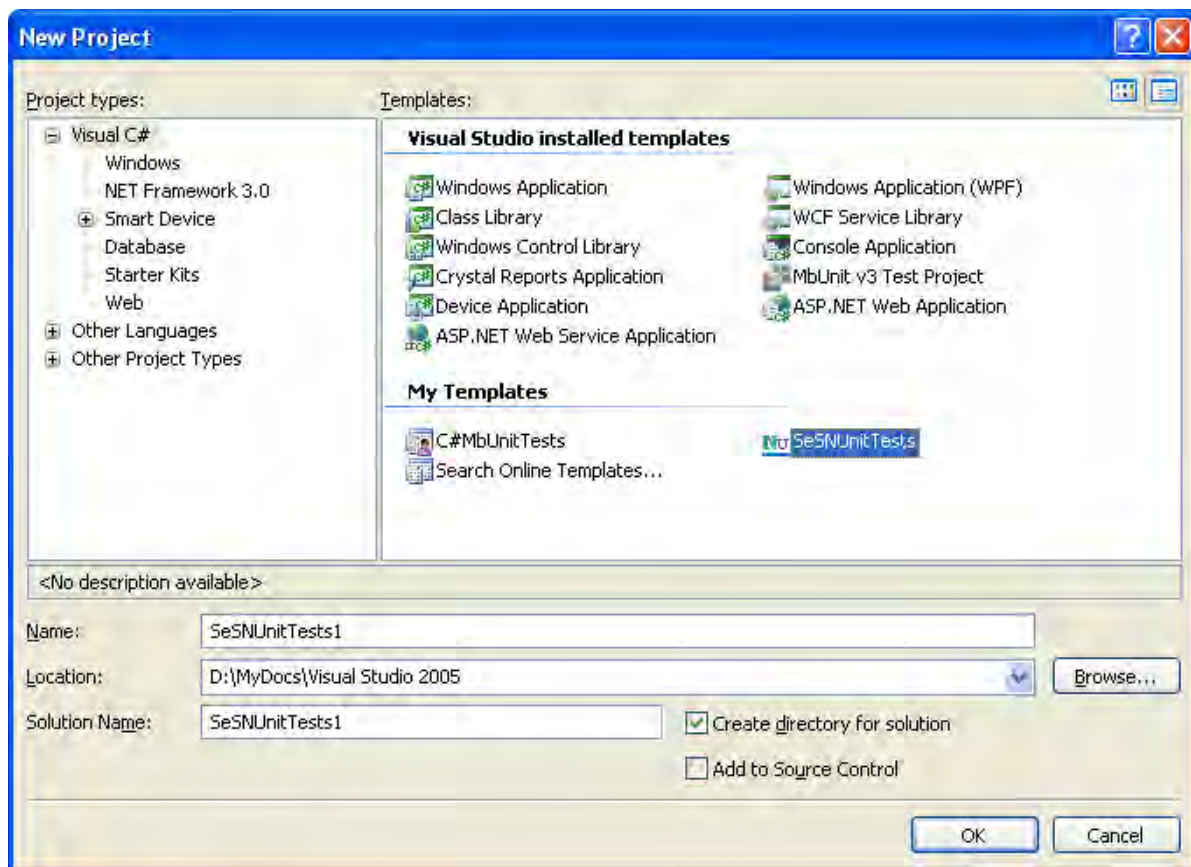 New Project
Project types:
Templates:
Visual C#
Windows
NET Framework 3.0
Smart Device
Database
Starter Kits
Web
Other Languages
Other Project Types
Visual Studio installed templates
Windows Application
Windows Application (WPF)
Class Library
WCF Service Library
Windows Control Library
Console Application
Crystal Reports Application
MbUnit v3 Test Project
Device Application
ASP.NET Web Application
ASP.NET Web Service Application
My Templates
C#MbUnitTests
NU SeSNUnitTests
Search Online Templates...
<No description available>
Name: SeSNUnitTests1
Location: D:\MyDocs\Visual Studio 2005 Browse...
Solution Name: SeSNUnitTests1 Create directory for solution
Add to Source Control
OK Cancel